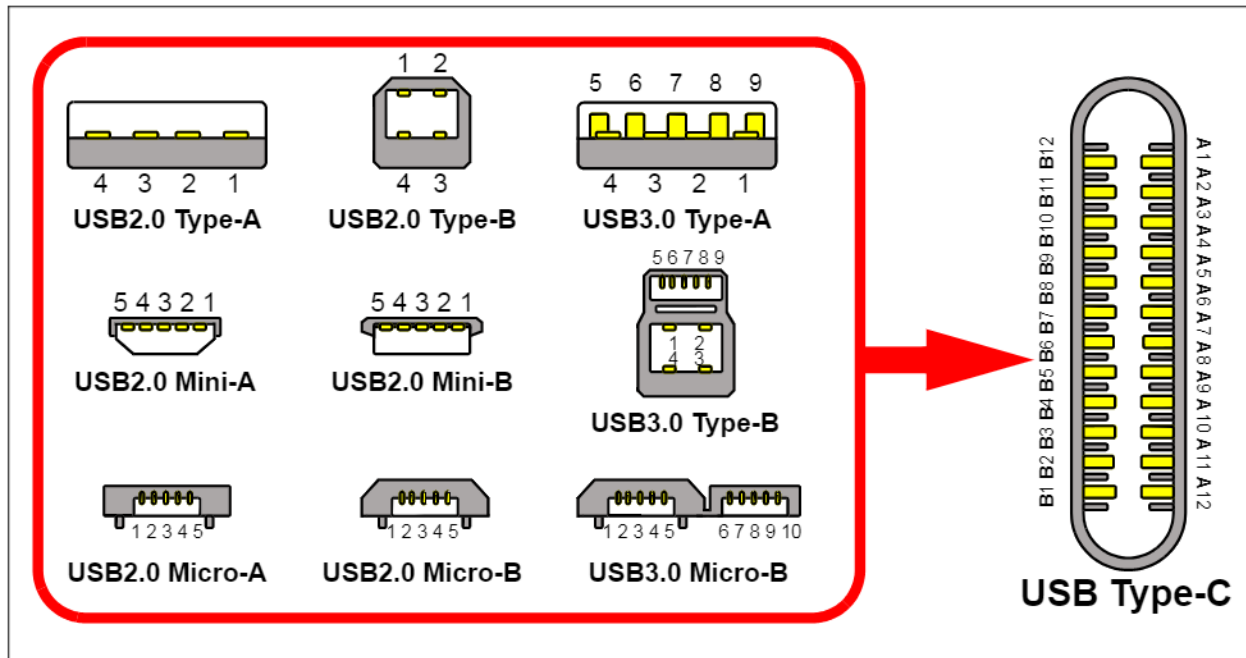 1 2
5 6 7 8 9
4 3 2 1
4 3
4 3 2 1
USB2.0 Type-A
USB2.0 Type-B
USB3.0 Type-A
5 4 3 2 1
5 4 3 2 1
5 6 7 8 9
1 2
4 3
USB2.0 Mini-A
USB2.0 Mini-B
USB3.0 Type-B
1 2 3 4 5
1 2 3 4 5
1 2 3 4 5
6 7 8 9 10
USB2.0 Micro-A
USB2.0 Micro-B
USB3.0 Micro-B
B1 B2 B3 B4 B5 B6 B7 B8 B9 B10 B11 B12
A1 A2 A3 A4 A5 A6 A7 A8 A9 A10 A11 A12
USB Type-C